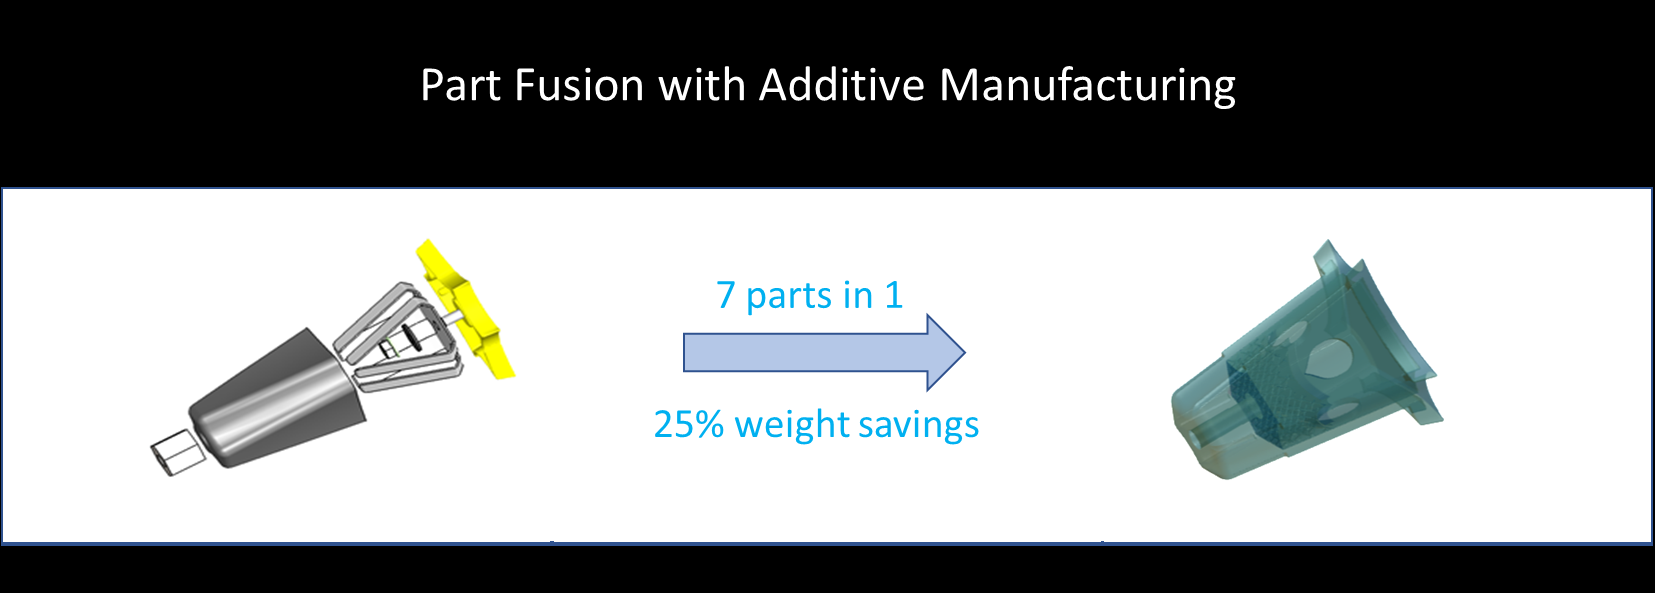 Part Fusion with Additive Manufacturing
7 parts in 1
25% weight savings